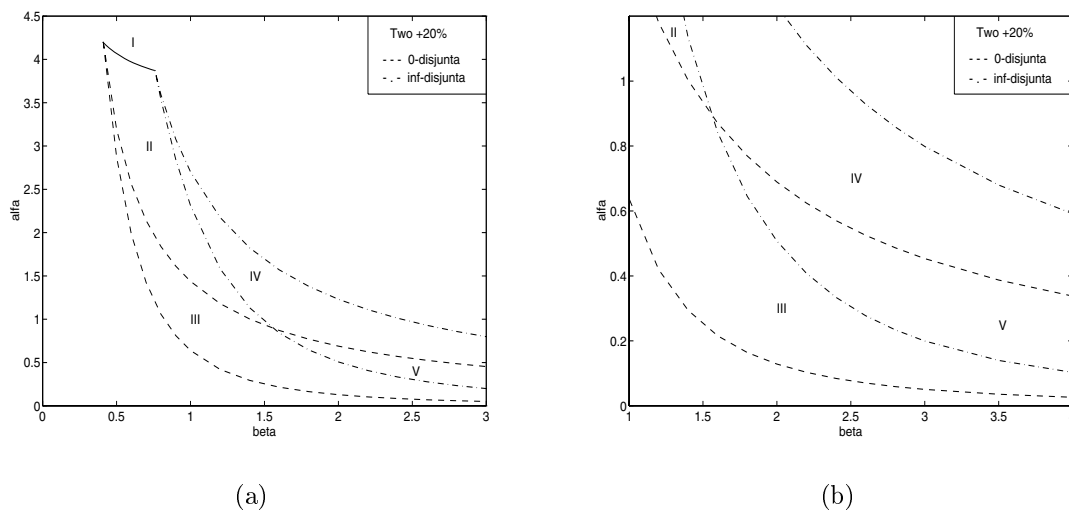 4.5
4
3.5
3
2.5
2
1.5
1
0.5
0
alfa
0
0.5
1
1.5
2
2.5
3
beta
I
II
III
IV
V
Two +20%
0-disjunta
inf-disjunta
(a)
1
0.8
0.6
0.4
0.2
0
alfa
1
1.5
2
2.5
3
3.5
beta
II
III
IV
V
Two +20%
0-disjunta
inf-disjunta
(b)